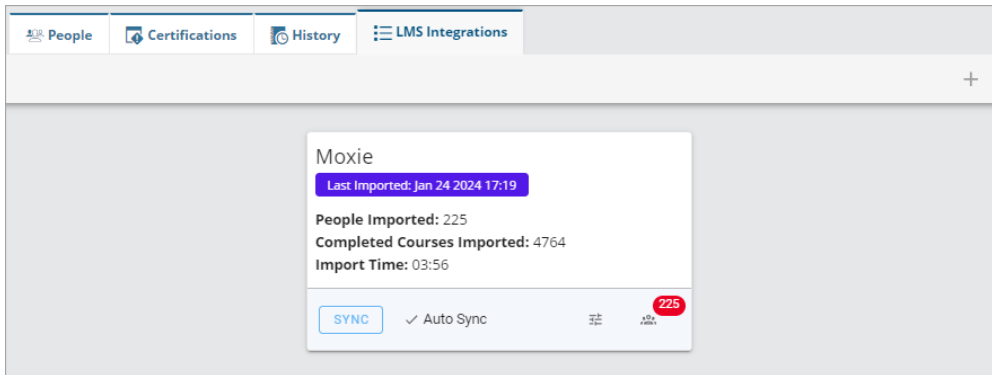 People
Certifications
History
LMS Integrations
Moxie
Last Imported: Jan 24 2024 17:19
People Imported: 225
Completed Courses Imported: 4764
Import Time: 03:56
SYNC
Auto Sync
225